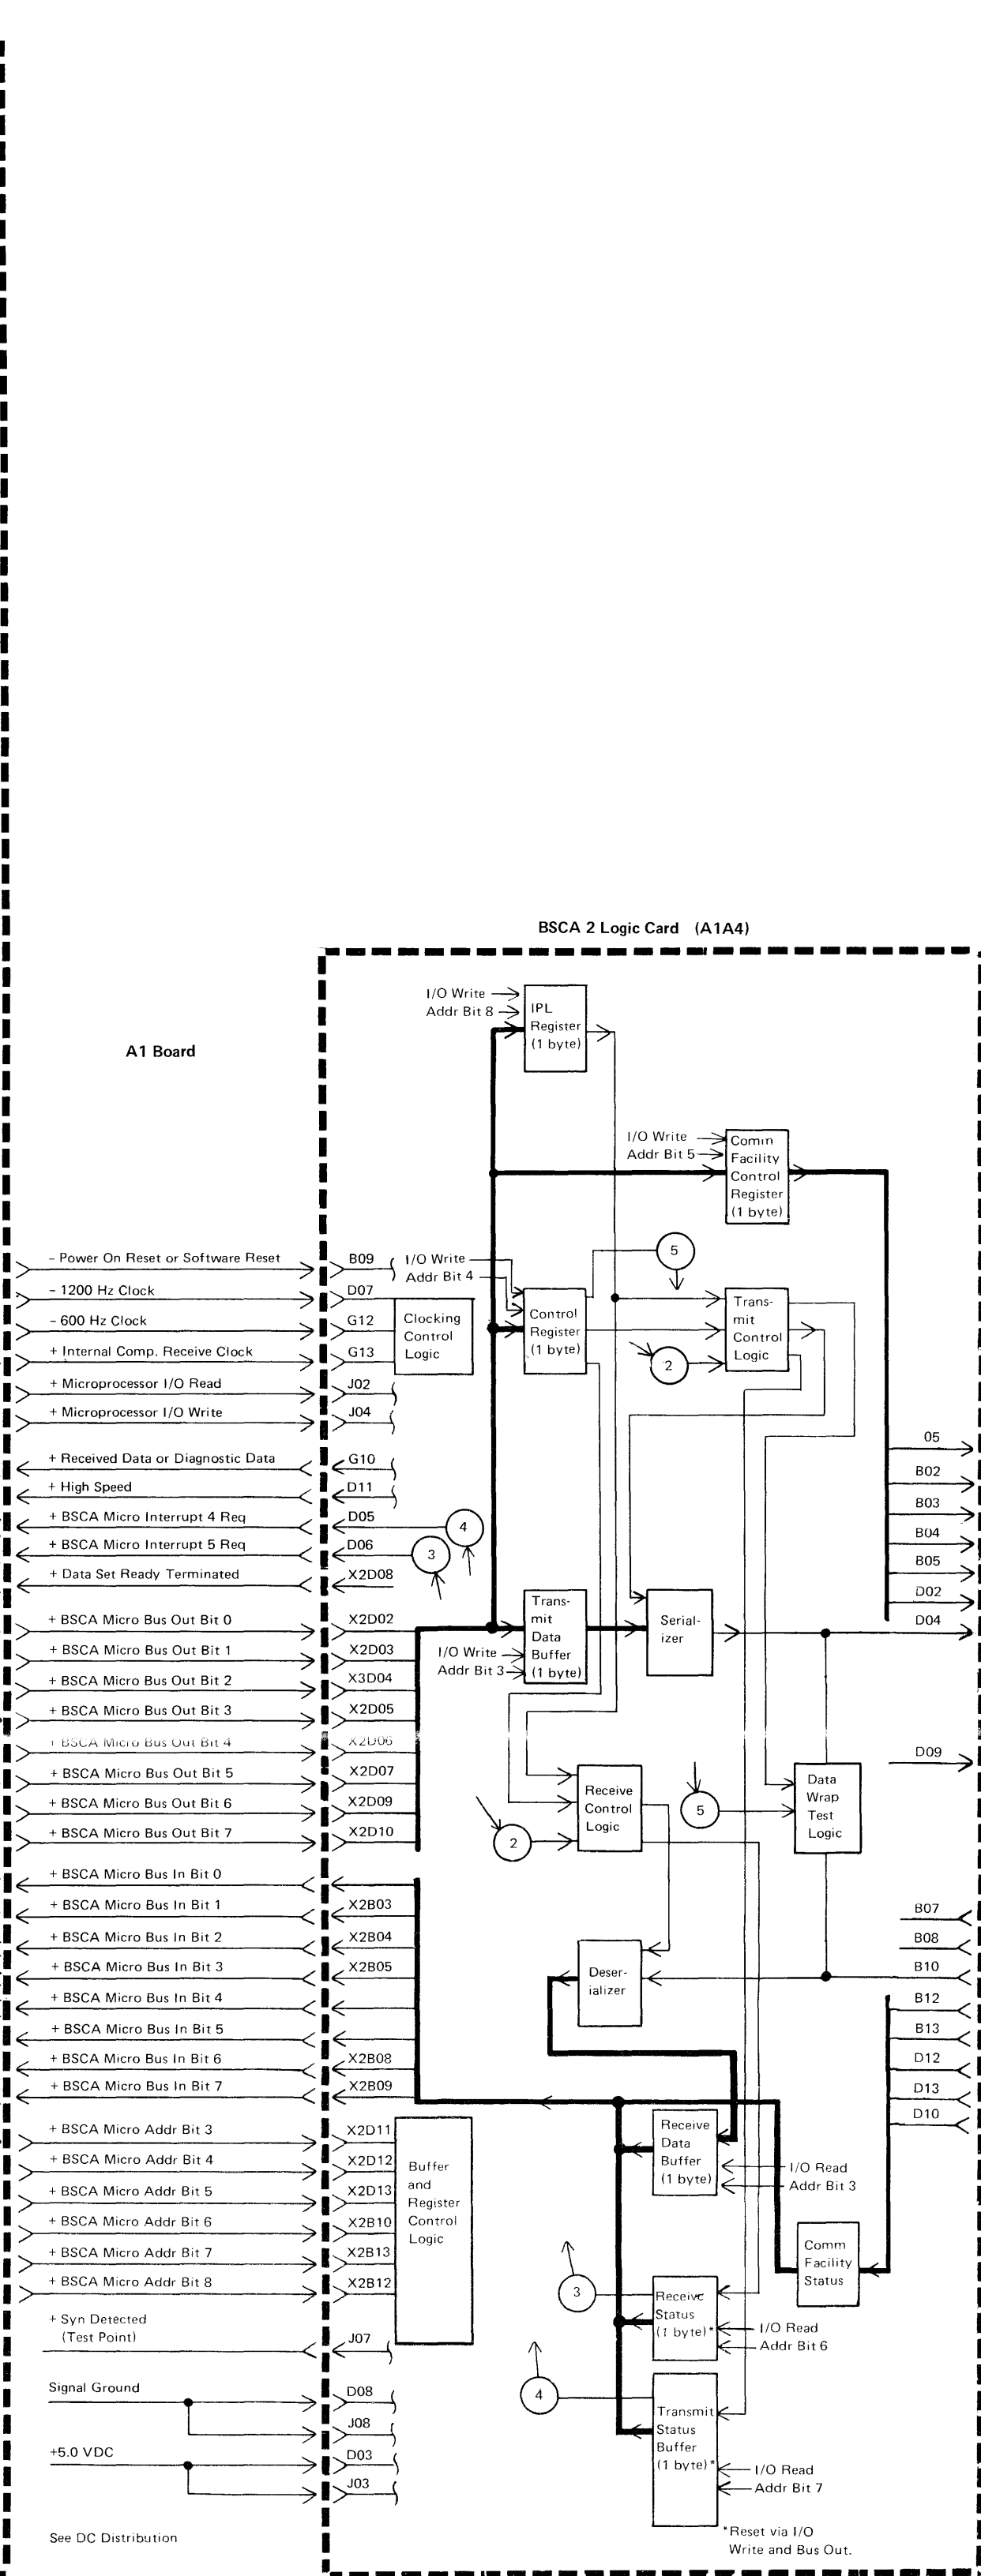 BSCA 2 Logic Card (A1A4)
A1 Board
I/O Write
Addr Bit 8
IPL
Register
(1 byte)
I/O Write
Addr Bit 5
Comm
Facility
Control
Register
(1 byte)
- Power On Reset or Software Reset
B09
I/O Write
Addr Bit 4
- 1200 Hz Clock
D07
- 600 Hz Clock
G12
+ Internal Comp. Receive Clock
G13
Clocking
Control
Logic
Control
Register
(1 byte)
5
Trans-
mit
Control
Logic
2
+ Microprocessor I/O Read
J02
+ Microprocessor I/O Write
J04
+ Received Data or Diagnostic Data
G10
+ High Speed
D11
+ BSCA Micro Interrupt 4 Req
D05
4
+ BSCA Micro Interrupt 5 Req
D06
3
+ Data Set Ready Terminated
X2D08
05
B02
B03
B04
B05
D02
D04
+ BSCA Micro Bus Out Bit 0
X2D02
+ BSCA Micro Bus Out Bit 1
X2D03
+ BSCA Micro Bus Out Bit 2
X3D04
+ BSCA Micro Bus Out Bit 3
X2D05
+ BSCA Micro Bus Out Bit 4
X2D06
+ BSCA Micro Bus Out Bit 5
X2D07
+ BSCA Micro Bus Out Bit 6
X2D09
+ BSCA Micro Bus Out Bit 7
X2D10
I/O Write
Addr Bit 3
Trans-
mit
Data
Buffer
(1 byte)
Serial-
izer
D09
Receive
Control
Logic
2
5
Data
Wrap
Test
Logic
+ BSCA Micro Bus In Bit 0
+ BSCA Micro Bus In Bit 1
X2B03
+ BSCA Micro Bus In Bit 2
X2B04
+ BSCA Micro Bus In Bit 3
X2B05
+ BSCA Micro Bus In Bit 4
+ BSCA Micro Bus In Bit 5
+ BSCA Micro Bus In Bit 6
X2B08
+ BSCA Micro Bus In Bit 7
X2B09
Deser-
ializer
B07
B08
B10
B12
B13
D12
D13
D10
+ BSCA Micro Addr Bit 3
X2D11
+ BSCA Micro Addr Bit 4
X2D12
+ BSCA Micro Addr Bit 5
X2D13
+ BSCA Micro Addr Bit 6
X2B10
+ BSCA Micro Addr Bit 7
X2B13
+ BSCA Micro Addr Bit 8
X2B12
Buffer
and
Register
Control
Logic
Receive
Data
Buffer
(1 byte)
I/O Read
Addr Bit 3
Comm
Facility
Status
3
Receive
Status
(1 byte)*
I/O Read
Addr Bit 6
+ Syn Detected
(Test Point)
J07
4
Transmit
Status
Buffer
(1 byte)*
I/O Read
Addr Bit 7
Signal Ground
D08
J08
+5.0 VDC
D03
J03
See DC Distribution
*Reset via I/O
Write and Bus Out.